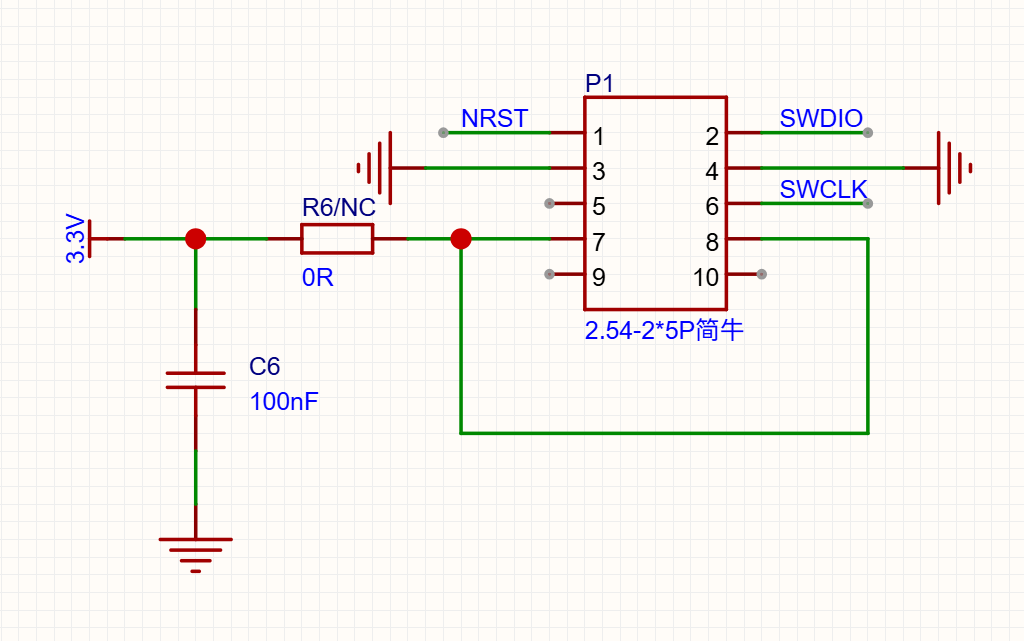 P1
NRST
SWDIO
1
2
3
4
SWCLK
5
6
R6/NC
3.3V
7
8
0R
9
10
2.54-2*5P简牛
C6
100nF